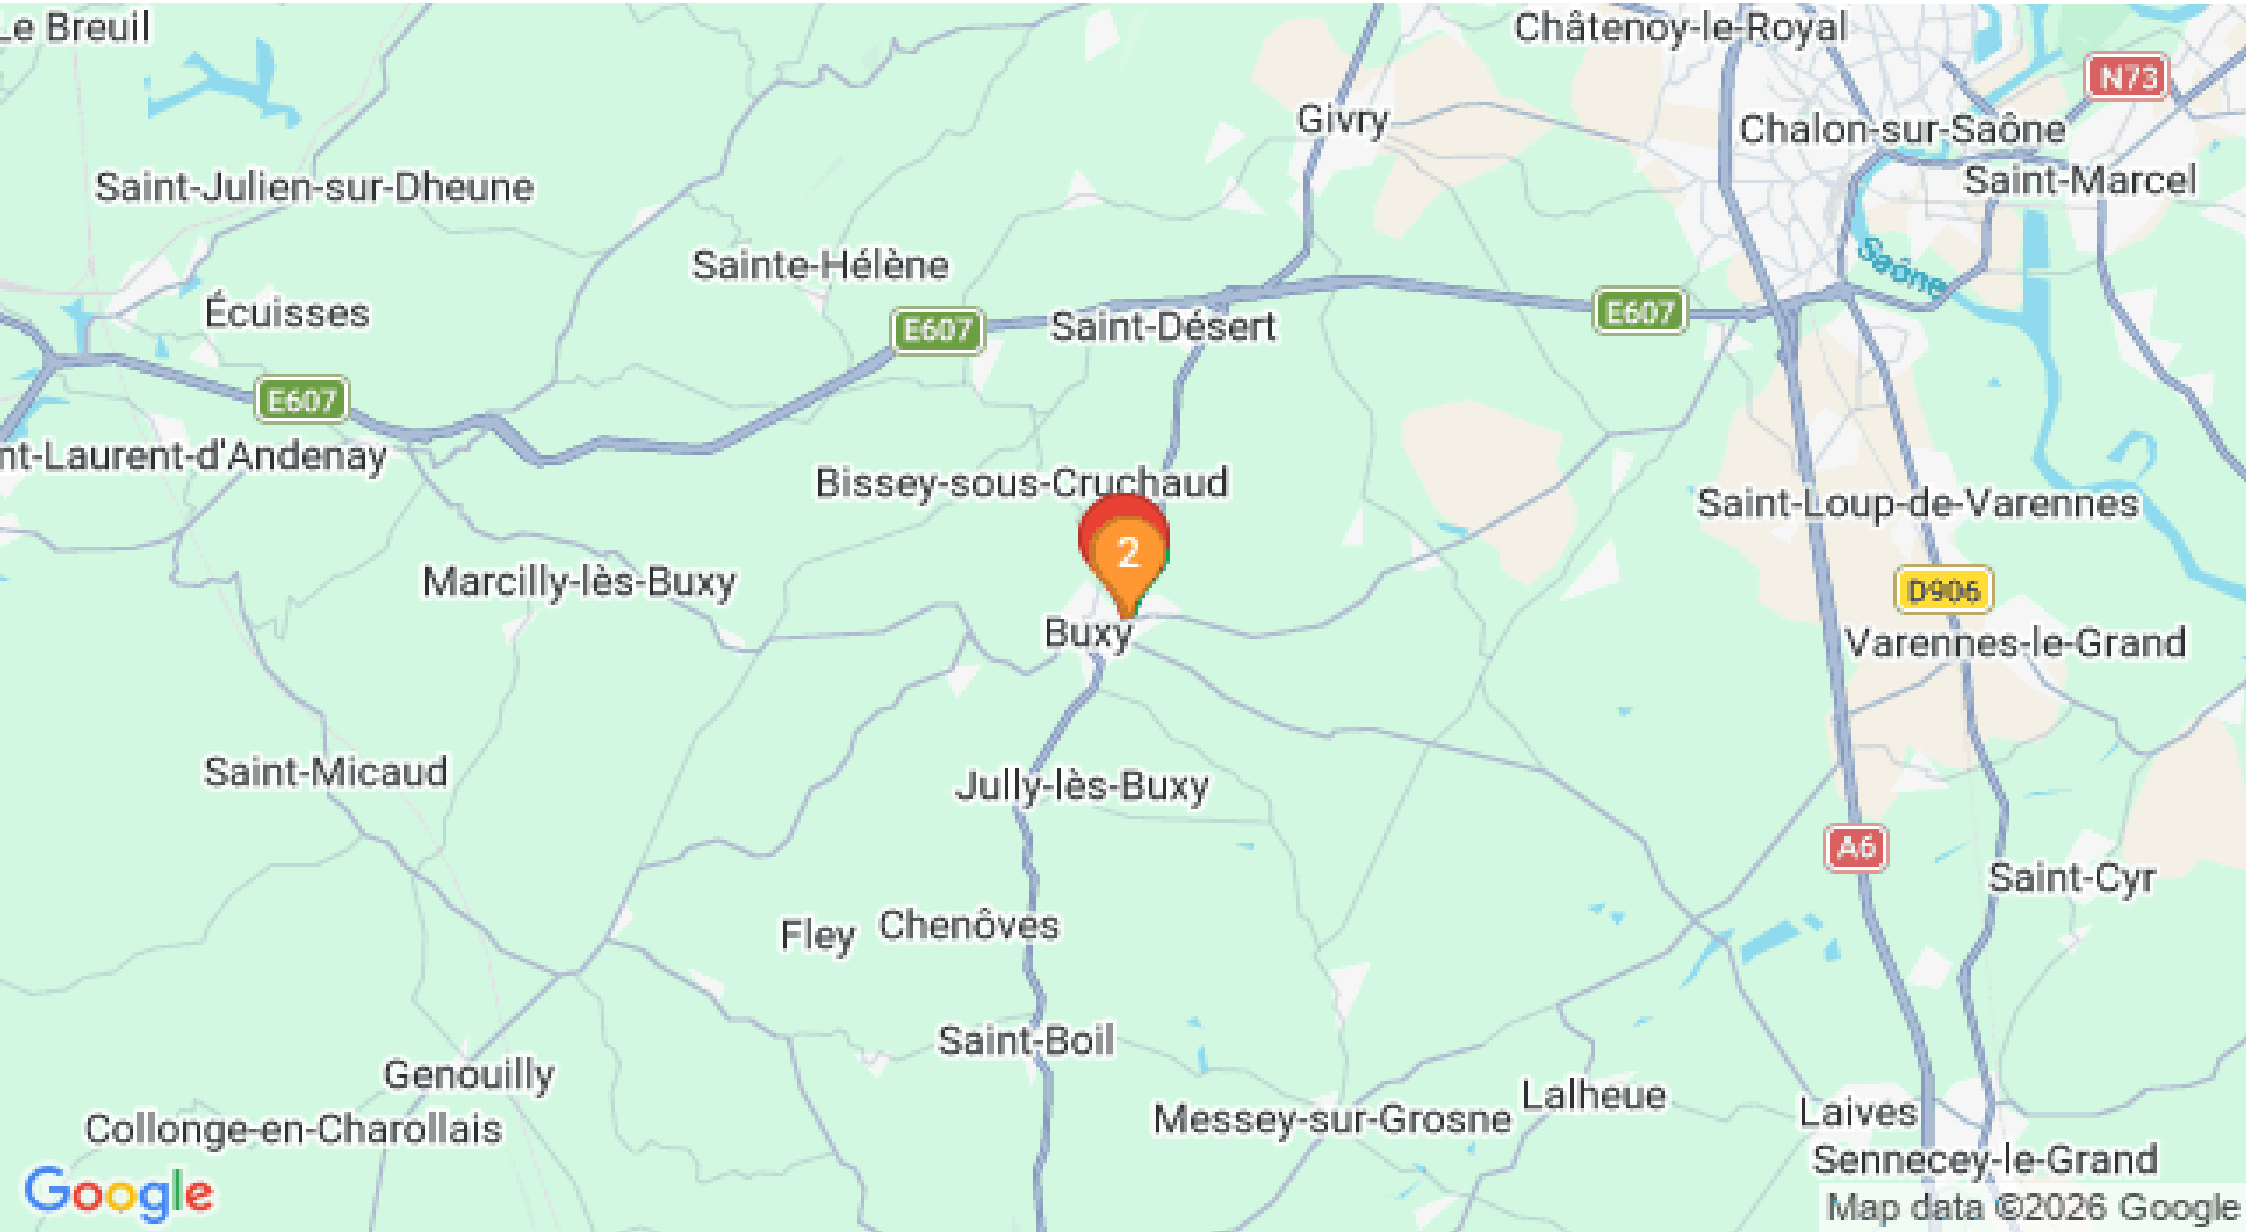 Le Breuil
Châtenoy-le-Royal
N73
Givry
Chalon-sur-Saône
Saint-Julien-sur-Dheune
Saint-Marcel
Sainte-Hélène
Saône
Écuisses
E607
E607
Saint-Désert
E607
nt-Laurent-d'Andenay
Bissey-sous-Cruchaud
Saint-Loup-de-Varennes
2
Marcilly-lès-Buxy
D906
Buxy
Varennes-le-Grand
Saint-Micaud
Jully-lès-Buxy
A6
Saint-Cyr
Fley
Chenôves
Saint-Boil
Genouilly
Lalheue
Messey-sur-Grosne
Laives
Collonge-en-Charollais
Sennecey-le-Grand
Google
Map data ©2026 Google